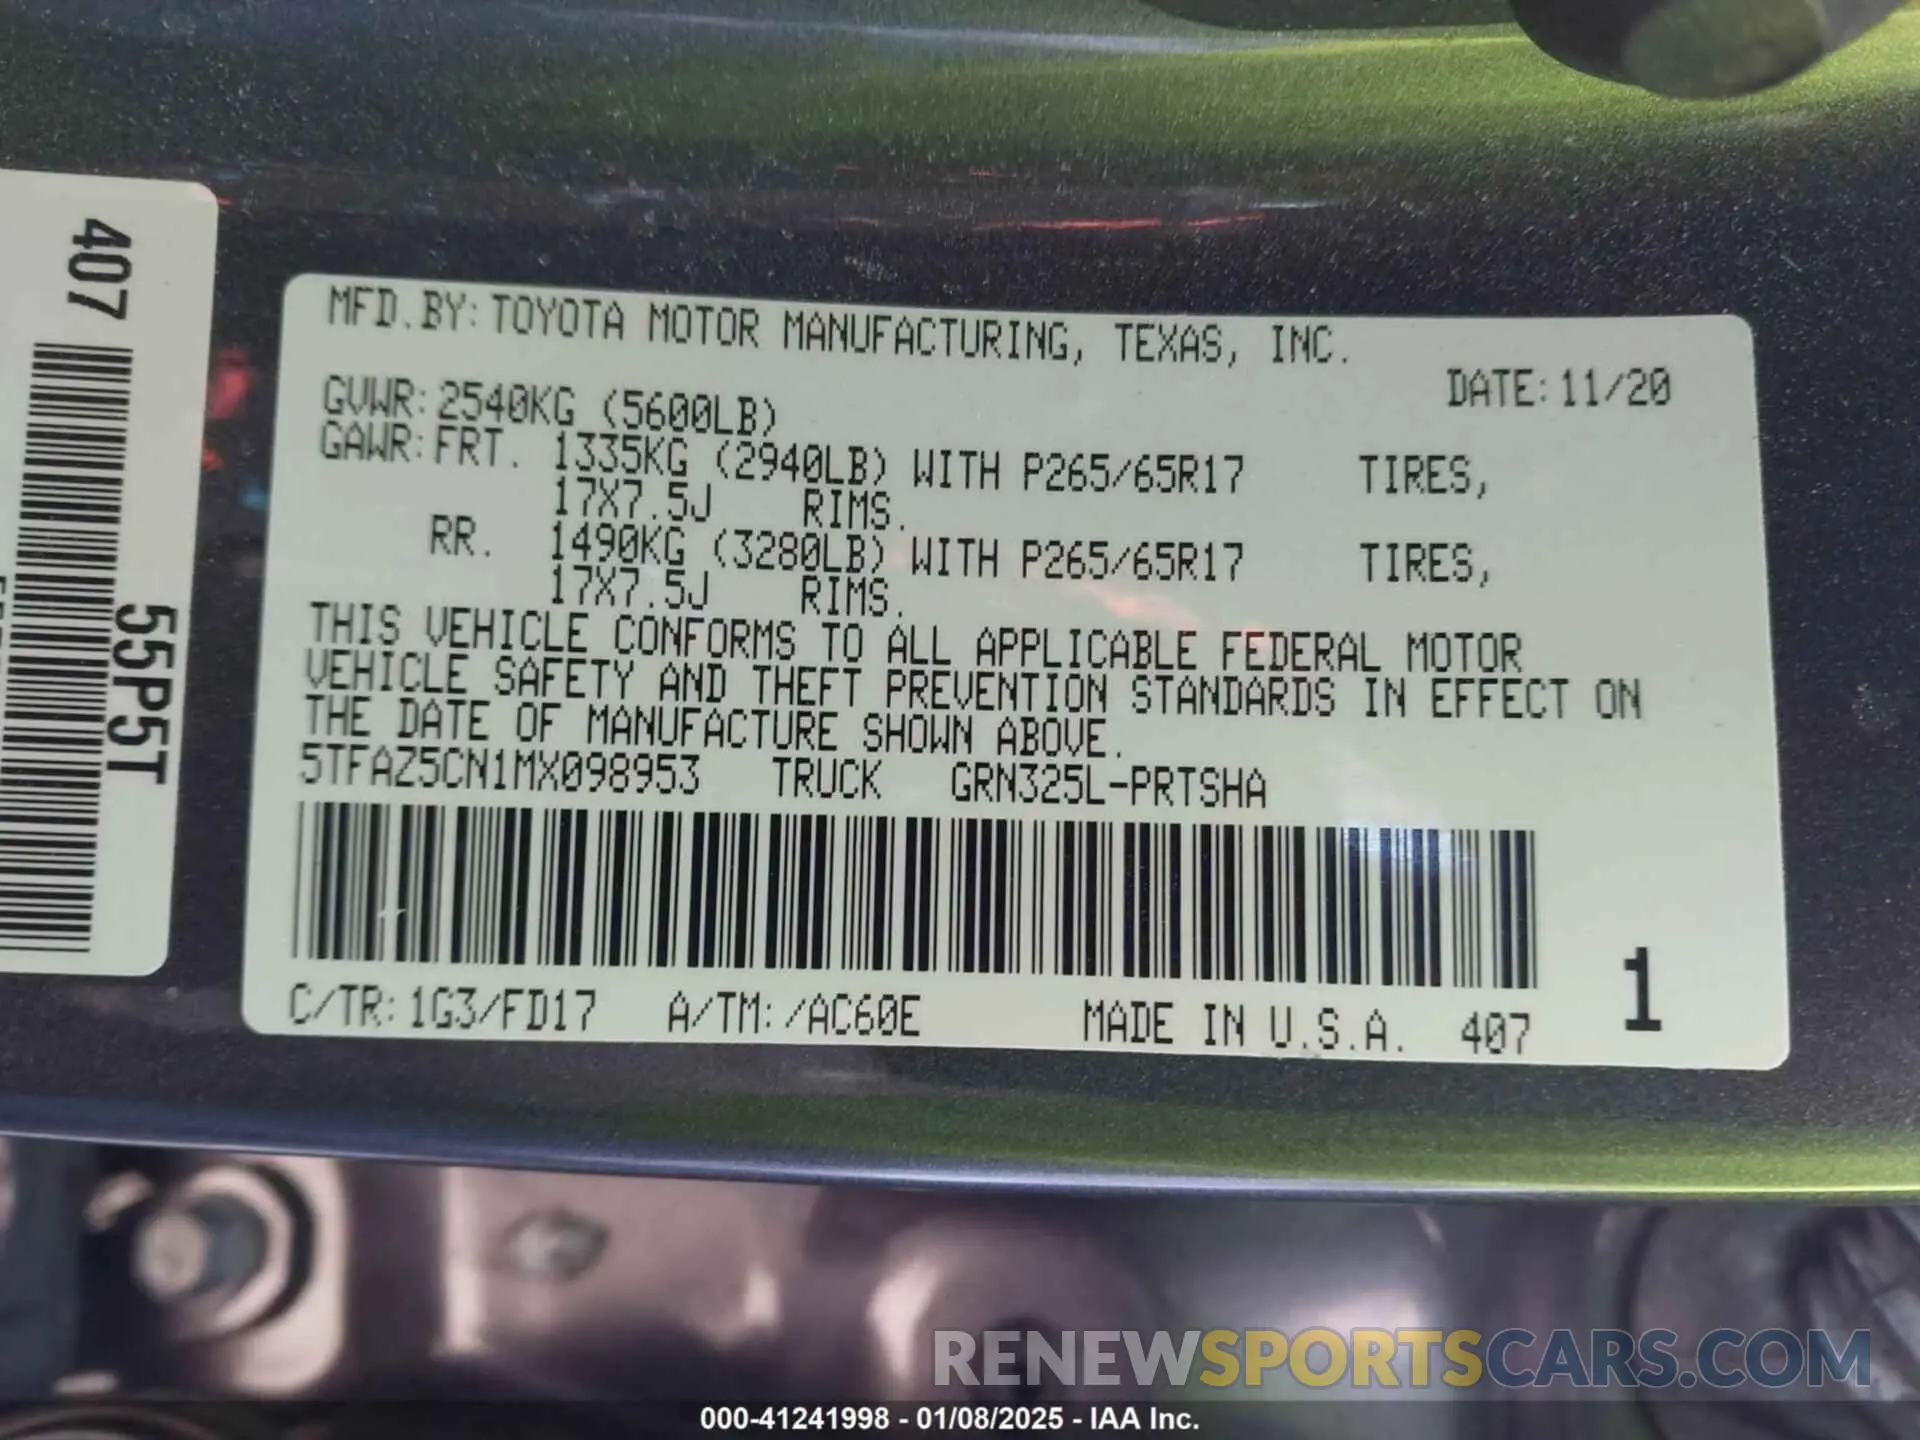 407
55P5T
MFD.BY:TOYOTA MOTOR MANUFACTURING, TEXAS, INC.
DATE:11/20
GVWR:2540KG (5600LB)
GAWR:FRT. 1335KG (2940LB) WITH P265/65R17 TIRES,
17X7.5J RIMS.
RR. 1490KG (3280LB) WITH P265/65R17 TIRES,
17X7.5J RIMS.
THIS VEHICLE CONFORMS TO ALL APPLICABLE FEDERAL MOTOR
VEHICLE SAFETY AND THEFT PREVENTION STANDARDS IN EFFECT ON
THE DATE OF MANUFACTURE SHOWN ABOVE.
5TFAZ5CN1MX098953 TRUCK GRN325L-PRTSHA
C/TR:1G3/FD17 A/TM:/AC60E MADE IN U.S.A. 407
1
RENEWSPORTSCARS.COM
000-41241998 - 01/08/2025 - IAA Inc.